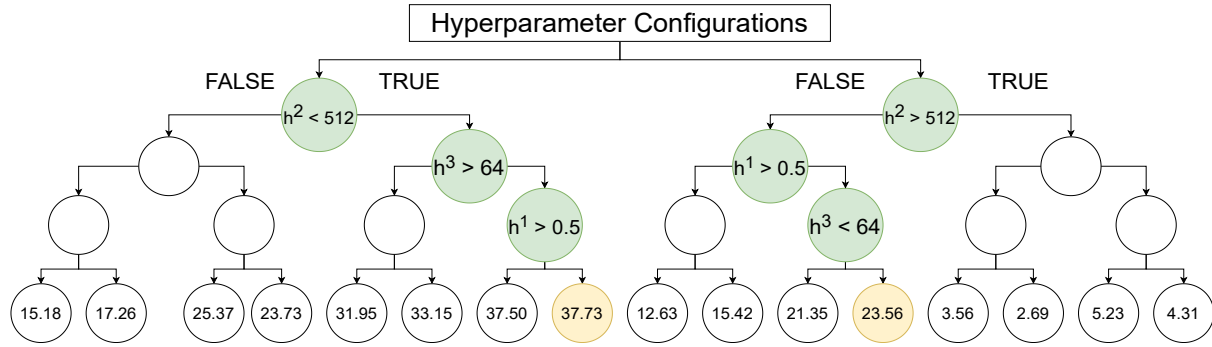 Hyperparameter Configurations
FALSE TRUE FALSE TRUE
h² < 512 h² > 512
h³ > 64 h¹ > 0.5
h¹ > 0.5 h³ < 64
15.18 17.26 25.37 23.73 31.95 33.15 37.50 37.73 12.63 15.42 21.35 23.56 3.56 2.69 5.23 4.31